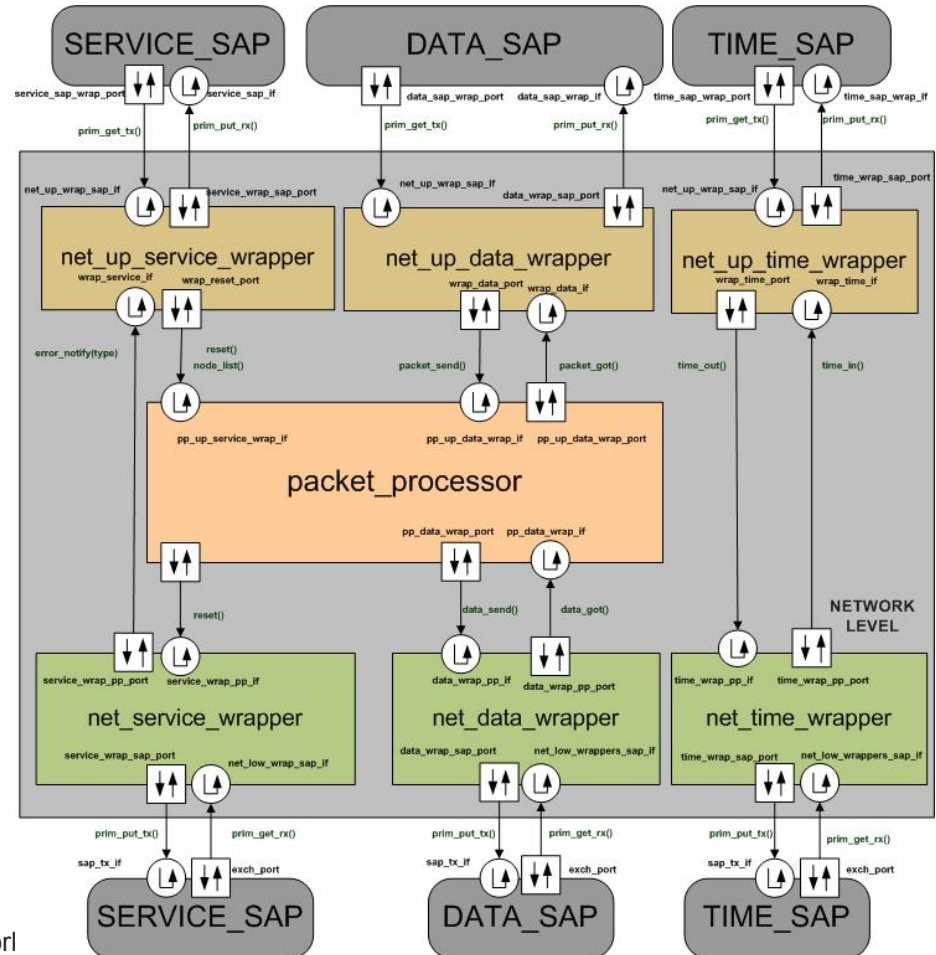 SERVICE_SAP
DATA_SAP
TIME_SAP
service_sap_wrap_port
service_sap_if
data_sap_wrap_port
data_sap_wrap_if
time_sap_wrap_port
time_sap_wrap_if
prim_get_tx()
prim_put_rx()
prim_get_tx()
prim_put_rx()
prim_get_tx()
prim_put_rx()
net_up_wrap_sap_if
service_wrap_sap_port
net_up_wrap_sap_if
data_wrap_sap_port
net_up_wrap_sap_if
time_wrap_sap_port
net_up_service_wrapper
net_up_data_wrapper
net_up_time_wrapper
wrap_service_if
wrap_reset_port
wrap_data_port
wrap_data_if
wrap_time_port
wrap_time_if
error_notify(type)
reset()
node_list()
packet_send()
packet_got()
time_out()
time_in()
pp_up_service_wrap_if
pp_up_data_wrap_if
pp_up_data_wrap_port
packet_processor
pp_data_wrap_port
pp_data_wrap_if
reset()
data_send()
data_got()
NETWORK
LEVEL
service_wrap_pp_port
service_wrap_pp_if
data_wrap_pp_if
data_wrap_pp_port
time_wrap_pp_if
time_wrap_pp_port
net_service_wrapper
net_data_wrapper
net_time_wrapper
service_wrap_sap_port
net_low_wrap_sap_if
data_wrap_sap_port
net_low_wrappers_sap_if
time_wrap_sap_port
net_low_wrappers_sap_if
prim_put_tx()
prim_get_rx()
prim_put_tx()
prim_get_rx()
prim_put_tx()
prim_get_rx()
sap_tx_if
exch_port
sap_tx_if
exch_port
sap_tx_if
exch_port
SERVICE_SAP
DATA_SAP
TIME_SAP